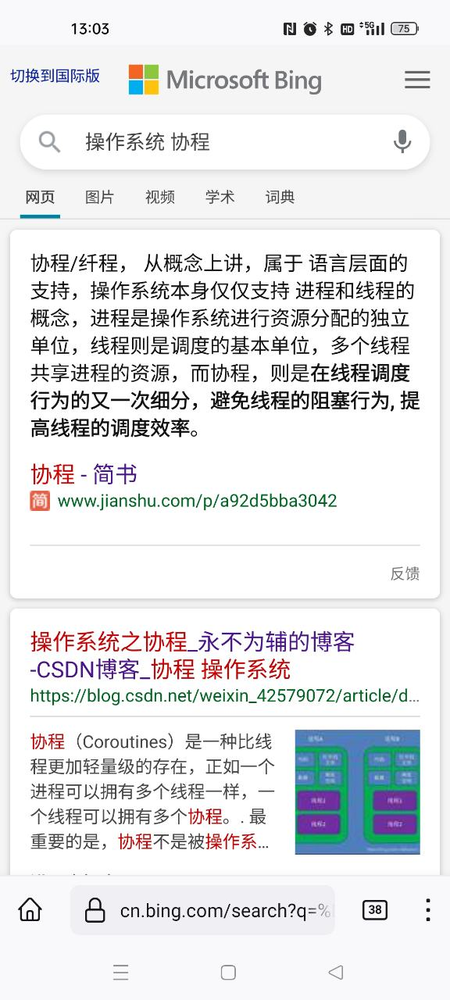 13:03
HD
5G
75
切换到国际版
Microsoft Bing
操作系统 协程
网页 图片 视频 学术 词典
协程/纤程， 从概念上讲，属于 语言层面的
支持，操作系统本身仅仅支持 进程和线程的
概念，进程是操作系统进行资源分配的独立
单位，线程则是调度的基本单位，多个线程
共享进程的资源，而协程，则是在线程调度
行为的又一次细分，避免线程的阻塞行为, 提
高线程的调度效率。
协程 - 简书
简 www.jianshu.com/p/a92d5bba3042
反馈
操作系统之协程_永不为辅的博客
-CSDN博客_协程 操作系统
https://blog.csdn.net/weixin_42579072/article/d...
协程（Coroutines）是一种比线
程更加轻量级的存在，正如一个
进程可以拥有多个线程一样，一
个线程可以拥有多个协程。. 最
重要的是，协程不是被操作系...
cn.bing.com/search?q=%
38